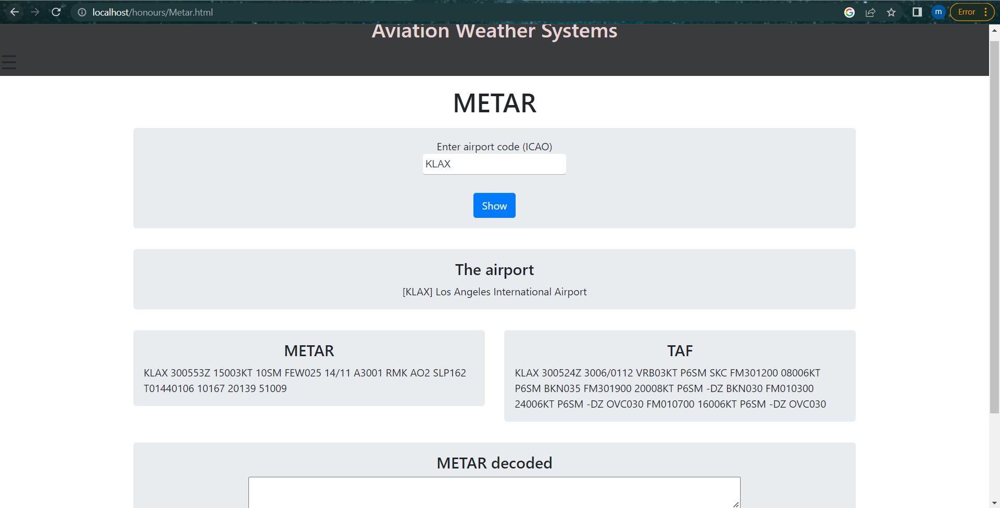 localhost/honours/Metar.html
m
Error
Aviation Weather Systems
METAR
Enter airport code (ICAO)
KLAX
Show
The airport
[KLAX] Los Angeles International Airport
METAR
KLAX 300553Z 15003KT 10SM FEW025 14/11 A3001 RMK AO2 SLP162
T01440106 10167 20139 51009
TAF
KLAX 300524Z 3006/0112 VRB03KT P6SM SKC FM301200 08006KT
P6SM BKN035 FM301900 20008KT P6SM -DZ BKN030 FM010300
24006KT P6SM -DZ OVC030 FM010700 16006KT P6SM -DZ OVC030
METAR decoded